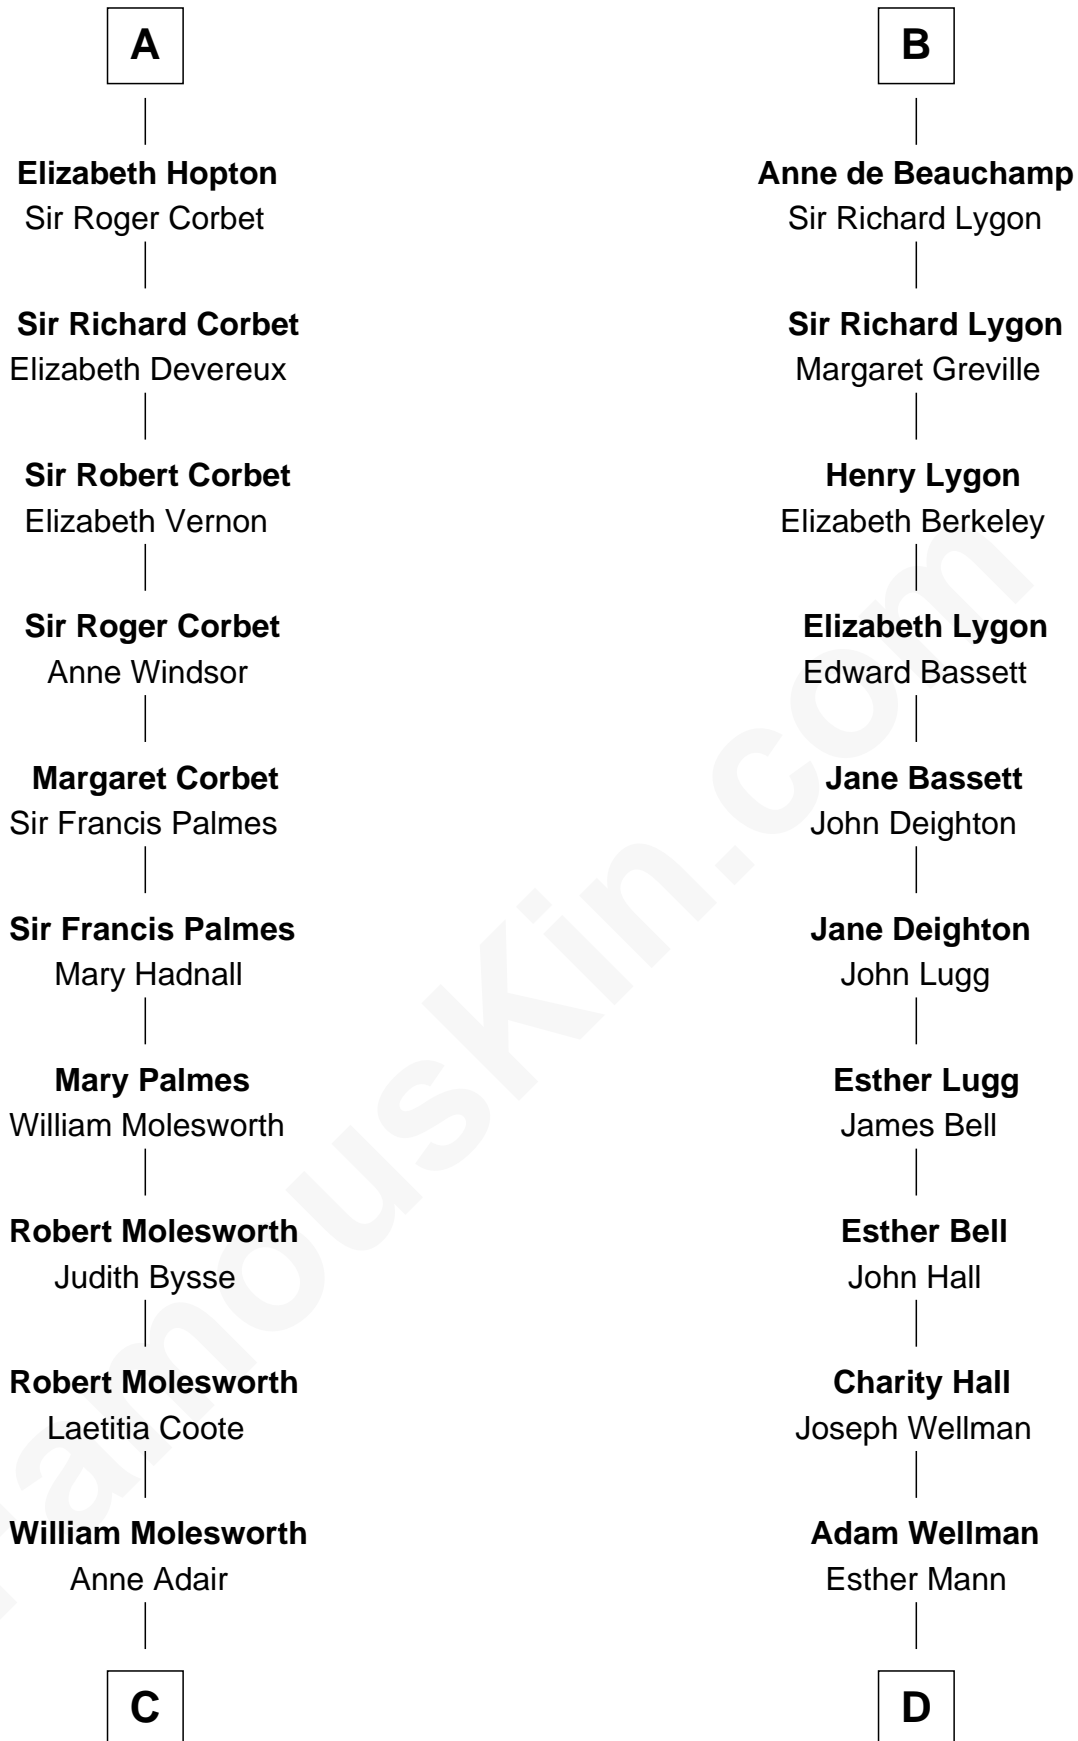 A
Elizabeth Hopton
Sir Roger Corbet
Sir Richard Corbet
Elizabeth Devereux
Sir Robert Corbet
Elizabeth Vernon
Sir Roger Corbet
Anne Windsor
Margaret Corbet
Sir Francis Palmes
Sir Francis Palmes
Mary Hadnall
Mary Palmes
William Molesworth
Robert Molesworth
Judith Bysse
Robert Molesworth
Laetitia Coote
William Molesworth
Anne Adair
C
B
Anne de Beauchamp
Sir Richard Lygon
Sir Richard Lygon
Margaret Greville
Henry Lygon
Elizabeth Berkeley
Elizabeth Lygon
Edward Bassett
Jane Bassett
John Deighton
Jane Deighton
John Lugg
Esther Lugg
James Bell
Esther Bell
John Hall
Charity Hall
Joseph Wellman
Adam Wellman
Esther Mann
D
FamousKin.com